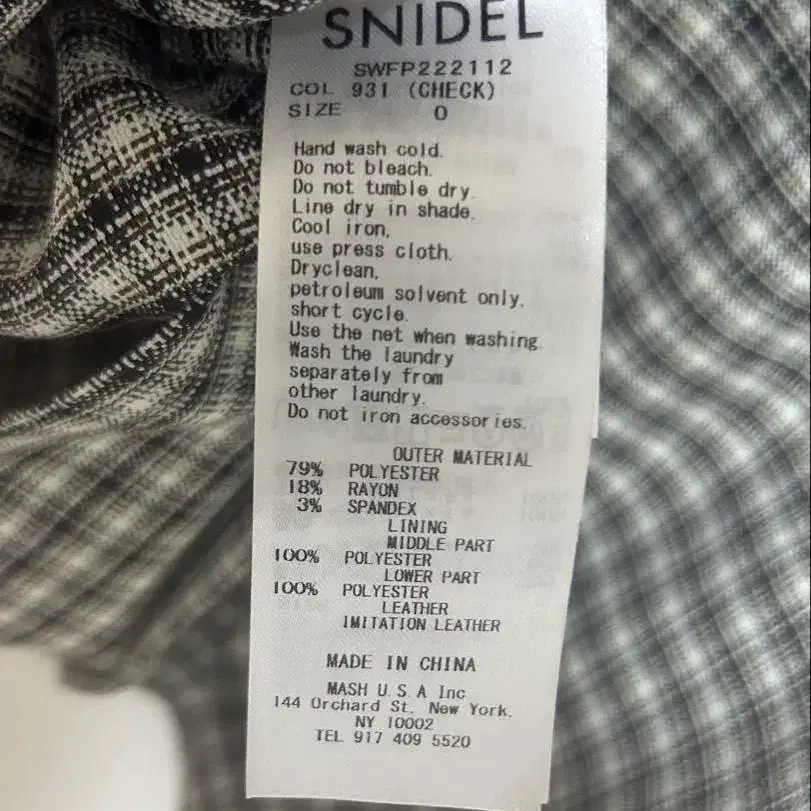 SNIDEL
SWFP222112
COL 931 (CHECK)
SIZE 0
Hand wash cold.
Do not bleach.
Do not tumble dry.
Line dry in shade.
Cool iron,
use press cloth.
Dryclean,
petroleum solvent only,
short cycle.
Use the net when washing.
Wash the laundry
separately from
other laundry.
Do not iron accessories.
OUTER MATERIAL
79% POLYESTER
18% RAYON
3% SPANDEX
LINING
MIDDLE PART
100% POLYESTER
LOWER PART
100% POLYESTER
LEATHER
IMITATION LEATHER
MADE IN CHINA
MASH U.S.A Inc
144 Orchard St. New York,
NY 10002
TEL 917 409 5520